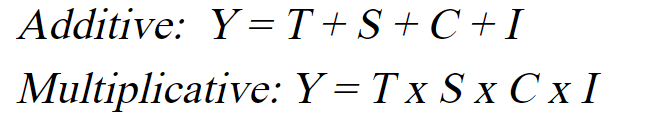 Additive: Y = T + S + C + I
Multiplicative: Y = T x S x C x I